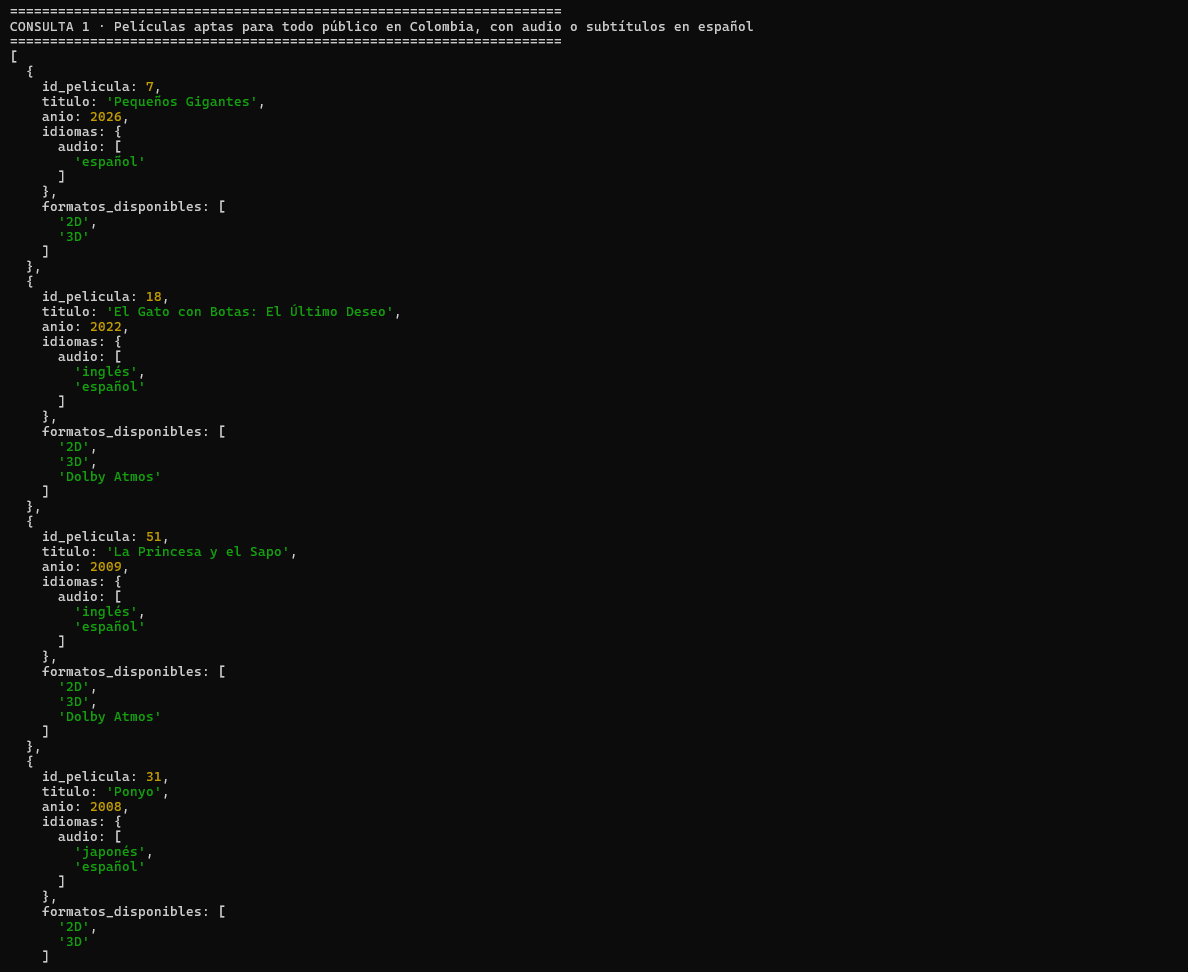 =====================================================================
CONSULTA 1 · Películas aptas para todo público en Colombia, con audio o subtítulos en español
=====================================================================
[
  {
    id_pelicula: 7,
    titulo: 'Pequeños Gigantes',
    anio: 2026,
    idiomas: {
      audio: [
        'español'
      ]
    },
    formatos_disponibles: [
      '2D',
      '3D'
    ]
  },
  {
    id_pelicula: 18,
    titulo: 'El Gato con Botas: El Último Deseo',
    anio: 2022,
    idiomas: {
      audio: [
        'inglés',
        'español'
      ]
    },
    formatos_disponibles: [
      '2D',
      '3D',
      'Dolby Atmos'
    ]
  },
  {
    id_pelicula: 51,
    titulo: 'La Princesa y el Sapo',
    anio: 2009,
    idiomas: {
      audio: [
        'inglés',
        'español'
      ]
    },
    formatos_disponibles: [
      '2D',
      '3D',
      'Dolby Atmos'
    ]
  },
  {
    id_pelicula: 31,
    titulo: 'Ponyo',
    anio: 2008,
    idiomas: {
      audio: [
        'japonés',
        'español'
      ]
    },
    formatos_disponibles: [
      '2D',
      '3D'
    ]